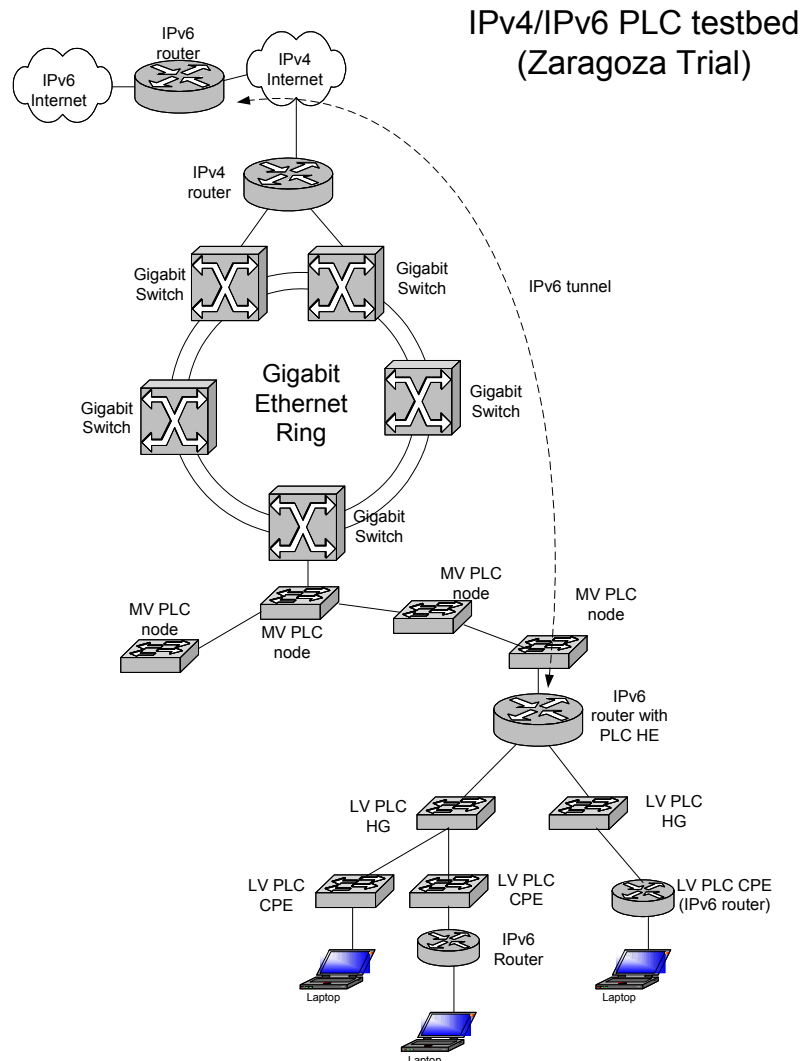 IPv4/IPv6 PLC testbed
(Zaragoza Trial)
IPv6
router
IPv4
Internet
IPv6
Internet
IPv4
router
Gigabit
Switch
Gigabit
Switch
IPv6 tunnel
Gigabit
Ethernet
Ring
Gigabit
Switch
Gigabit
Switch
Gigabit
Switch
MV PLC
node
MV PLC
node
MV PLC
node
MV PLC
node
IPv6
router with
PLC HE
LV PLC
HG
LV PLC
HG
LV PLC
CPE
LV PLC
CPE
LV PLC CPE
(IPv6 router)
IPv6
Router
Laptop
Laptop
Laptop